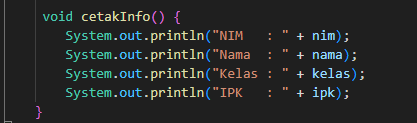 void cetakInfo() {
    System.out.println("NIM   : " + nim);
    System.out.println("Nama  : " + nama);
    System.out.println("Kelas : " + kelas);
    System.out.println("IPK   : " + ipk);
}